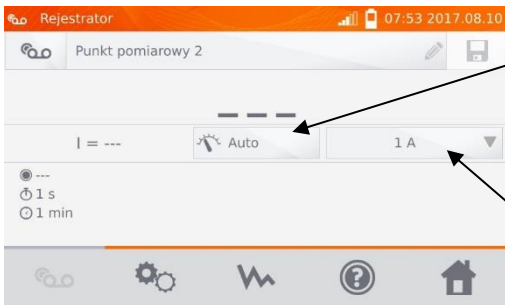 Rejestrator 07:53 2017.08.10
Punkt pomiarowy 2
– – –
I = --- Auto 1 A
---
1 s
1 min
?